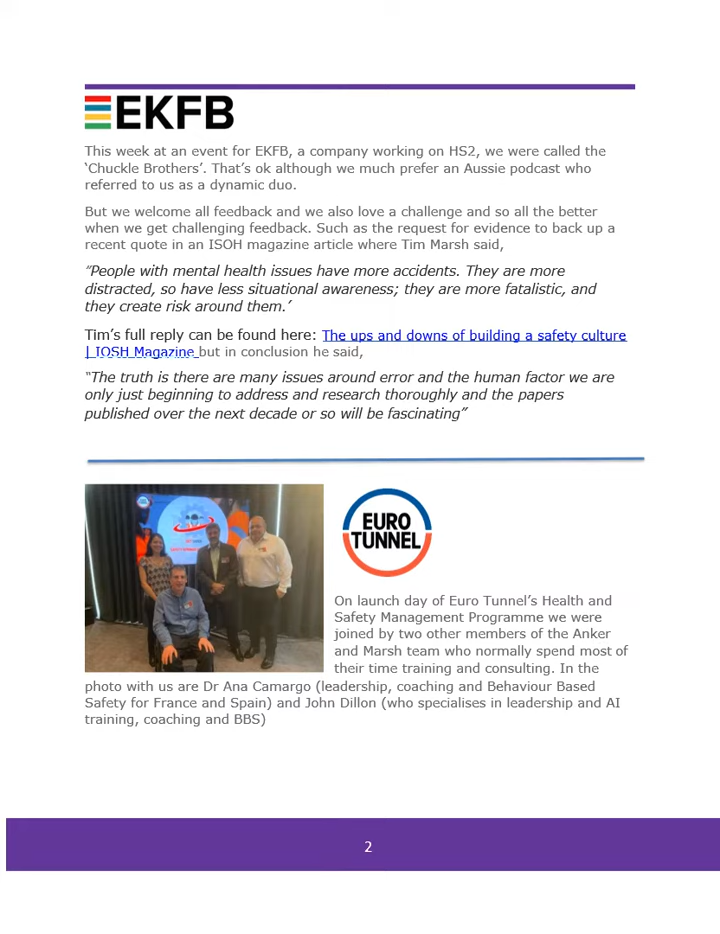 EKFB
This week at an event for EKFB, a company working on HS2, we were called the
‘Chuckle Brothers’. That’s ok although we much prefer an Aussie podcast who
referred to us as a dynamic duo.
But we welcome all feedback and we also love a challenge and so all the better
when we get challenging feedback. Such as the request for evidence to back up a
recent quote in an ISOH magazine article where Tim Marsh said,
“People with mental health issues have more accidents. They are more
distracted, so have less situational awareness; they are more fatalistic, and
they create risk around them.’
Tim’s full reply can be found here: The ups and downs of building a safety culture
| IOSH Magazine but in conclusion he said,
“The truth is there are many issues around error and the human factor we are
only just beginning to address and research thoroughly and the papers
published over the next decade or so will be fascinating”
EURO
TUNNEL
On launch day of Euro Tunnel’s Health and
Safety Management Programme we were
joined by two other members of the Anker
and Marsh team who normally spend most of
their time training and consulting. In the
photo with us are Dr Ana Camargo (leadership, coaching and Behaviour Based
Safety for France and Spain) and John Dillon (who specialises in leadership and AI
training, coaching and BBS)
2